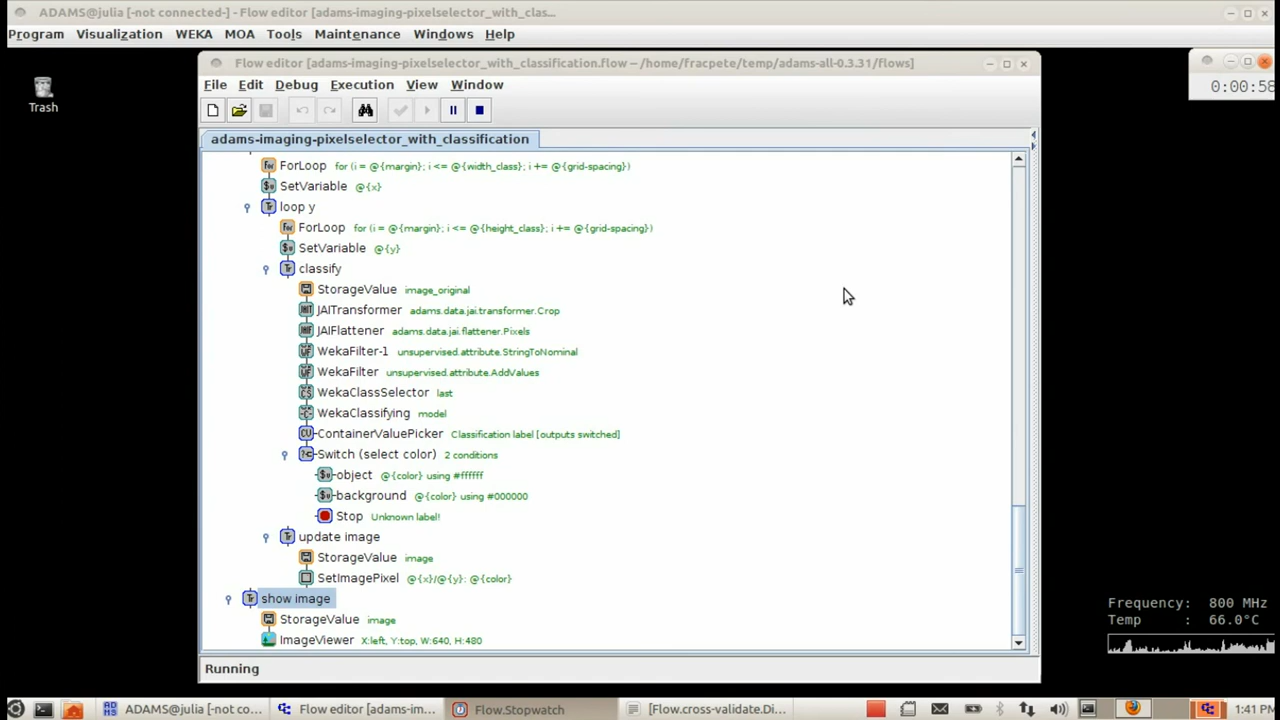 ADAMS@julia [-not connected-] - Flow editor [adams-imaging-pixelselector_with_clas...
Program Visualization WEKA MOA Tools Maintenance Windows Help
Trash
Flow editor [adams-imaging-pixelselector_with_classification.flow – /home/fracpete/temp/adams-all-0.3.31/flows]
0:00:58
File Edit Debug Execution View Window
adams-imaging-pixelselector_with_classification
ForLoop for (i = @{margin}; i <= @{width_class}; i += @{grid-spacing})
SetVariable @{x}
loop y
ForLoop for (i = @{margin}; i <= @{height_class}; i += @{grid-spacing})
SetVariable @{y}
classify
StorageValue image_original
JAITransformer adams.data.jai.transformer.Crop
JAIFlattener adams.data.jai.flattener.Pixels
WekaFilter-1 unsupervised.attribute.StringToNominal
WekaFilter unsupervised.attribute.AddValues
WekaClassSelector last
WekaClassifying model
ContainerValuePicker Classification label [outputs switched]
Switch (select color) 2 conditions
object @{color} using #ffffff
background @{color} using #000000
Stop Unknown label!
update image
StorageValue image
SetImagePixel @{x}/@{y}: @{color}
show image
StorageValue image
ImageViewer X:left, Y:top, W:640, H:480
Frequency: 800 MHz
Temp : 66.0°C
Running
ADAMS@julia [-not co... Flow editor [adams-im... Flow.Stopwatch [Flow.cross-validate.Di... 1:41 PM